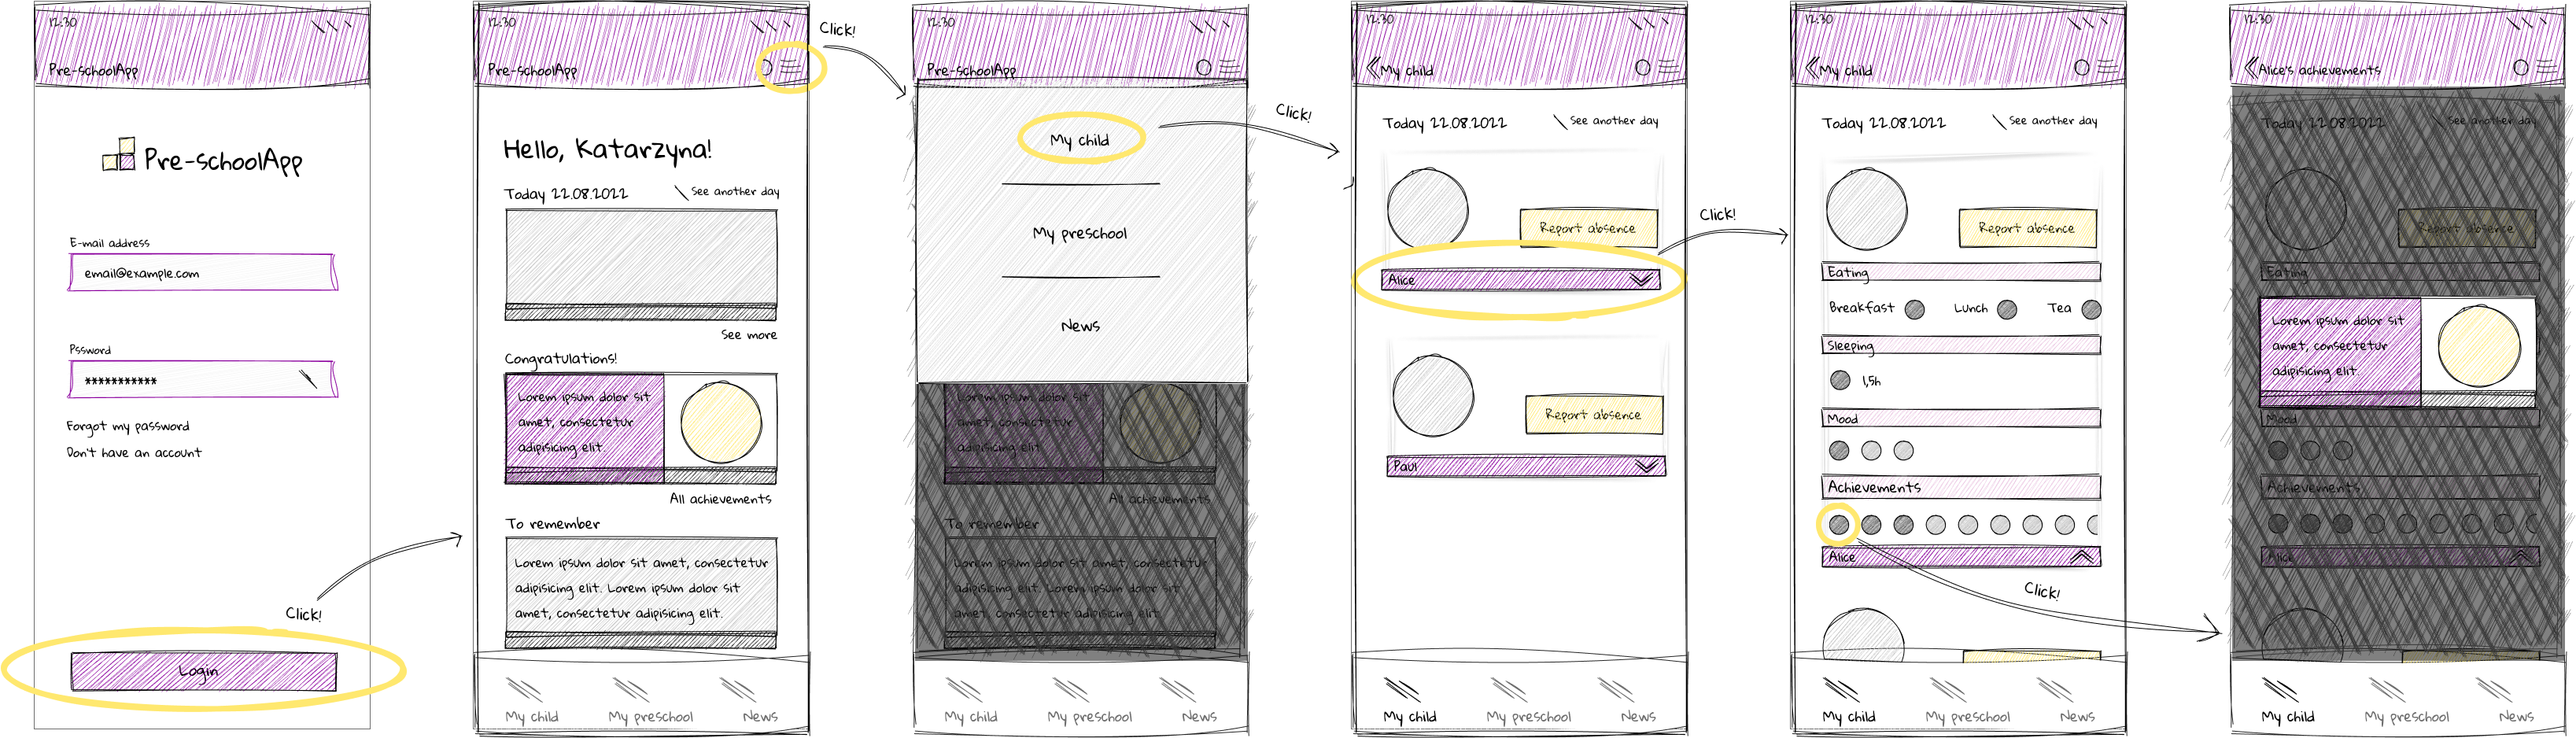 12:30
Pre-schoolApp
Pre-schoolApp
E-mail address
email@example.com
Pssword
***********
Forgot my password
Don't have an account
Click!
Login
12:30
Pre-schoolApp
Click!
Hello, Katarzyna!
Today 22.08.2022
See another day
See more
Congratulations!
Lorem ipsum dolor sit
amet, consectetur
adipisicing elit.
All achievements
To remember
Lorem ipsum dolor sit amet, consectetur
adipisicing elit. Lorem ipsum dolor sit
amet, consectetur adipisicing elit.
My child
My preschool
News
12:30
Pre-schoolApp
My child
Click!
My preschool
News
Lorem ipsum dolor sit
amet, consectetur
adipisicing elit.
All achievements
To remember
Lorem ipsum dolor sit amet, consectetur
adipisicing elit. Lorem ipsum dolor sit
amet, consectetur adipisicing elit.
My child
My preschool
News
12:30
My child
Today 22.08.2022
See another day
Report absence
Click!
Alice
Report absence
Paul
My child
My preschool
News
12:30
My child
Today 22.08.2022
See another day
Report absence
Eating
Breakfast
Lunch
Tea
Sleeping
1,5h
Mood
Achievements
Alice
Click!
My child
My preschool
News
12:30
Alice's achievements
Today 22.08.2022
See another day
Report absence
Eating
Lorem ipsum dolor sit
amet, consectetur
adipisicing elit.
Mood
Achievements
Alice
My child
My preschool
News